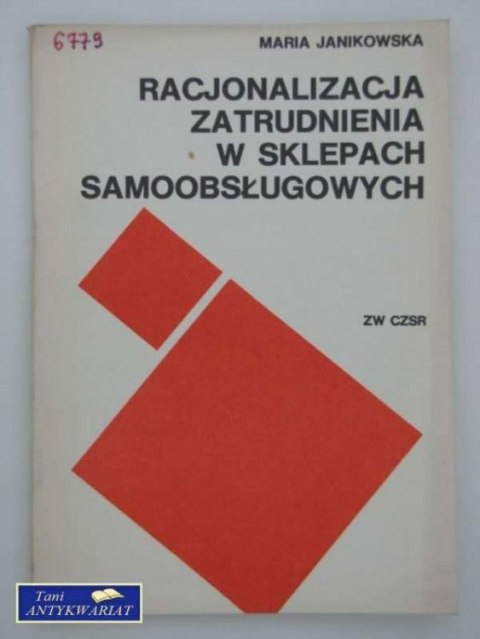 6779
MARIA JANIKOWSKA
RACJONALIZACJA
ZATRUDNIENIA
W SKLEPACH
SAMOOBSŁUGOWYCH
ZW CZSR
Tani
ANTYKWARIAT